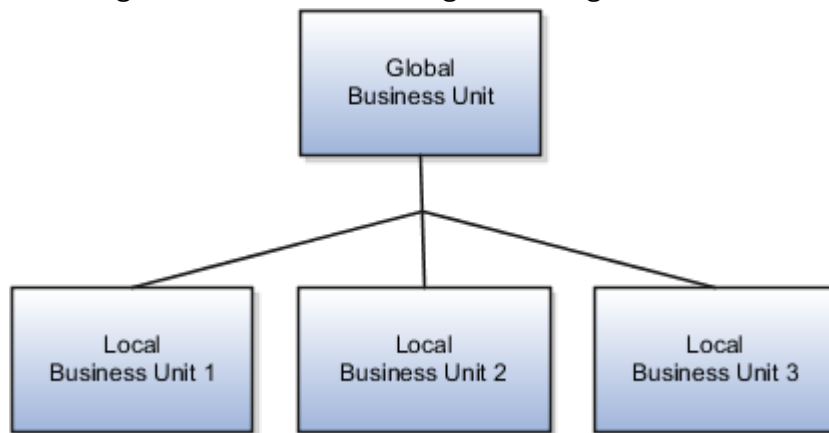 Global
Business Unit
Local
Business Unit 1
Local
Business Unit 2
Local
Business Unit 3